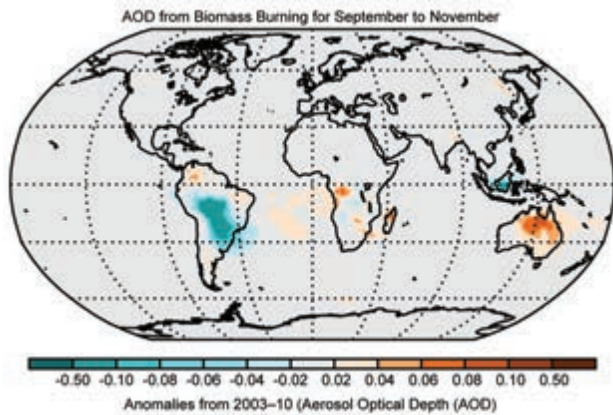 AOD from Biomass Burning for September to November
-0.50 -0.10 -0.08 -0.06 -0.04 -0.02 0.02 0.04 0.06 0.08 0.10 0.50
Anomalies from 2003–10 (Aerosol Optical Depth (AOD)